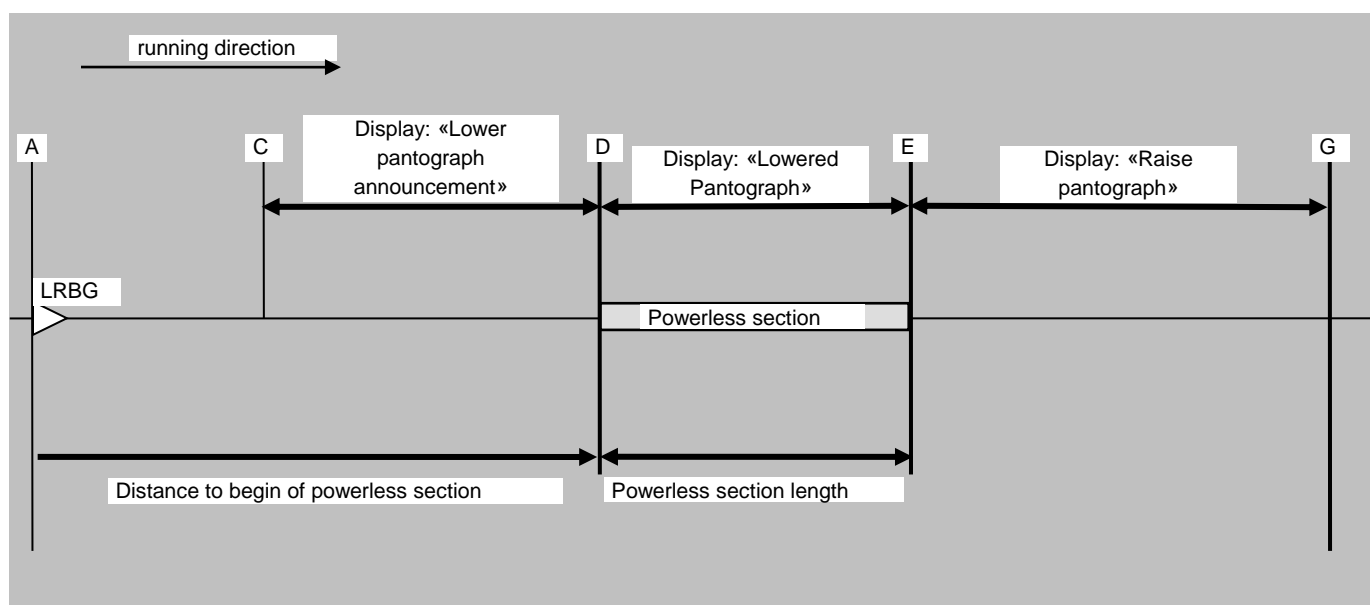 running direction
A
C
Display: «Lower
pantograph
announcement»
D
Display: «Lowered
Pantograph»
E
Display: «Raise
pantograph»
G
LRBG
Powerless section
Distance to begin of powerless section
Powerless section length